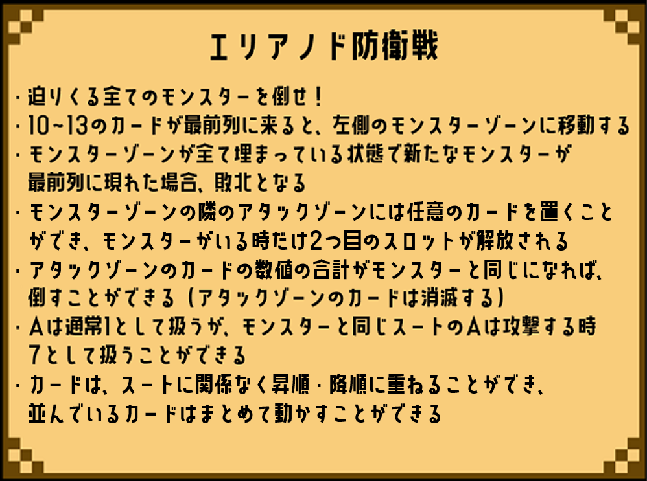 エリアノド防衛戦
・迫りくる全てのモンスターを倒せ!
・10~13のカードが最前列に来ると、左側のモンスターゾーンに移動する
・モンスターゾーンが全て埋まっている状態で新たなモンスターが
最前列に現れた場合、敗北となる
・モンスターゾーンの隣のアタックゾーンには任意のカードを置くこと
ができ、モンスターがいる時だけ2つ目のスロットが解放される
・アタックゾーンのカードの数値の合計がモンスターと同じになれば、
倒すことができる(アタックゾーンのカードは消滅する)
・Aは通常1として扱うが、モンスターと同じスートのAは攻撃する時
7として扱うことができる
・カードは、スートに関係なく昇順・降順に重ねることができ、
並んでいるカードはまとめて動かすことができる